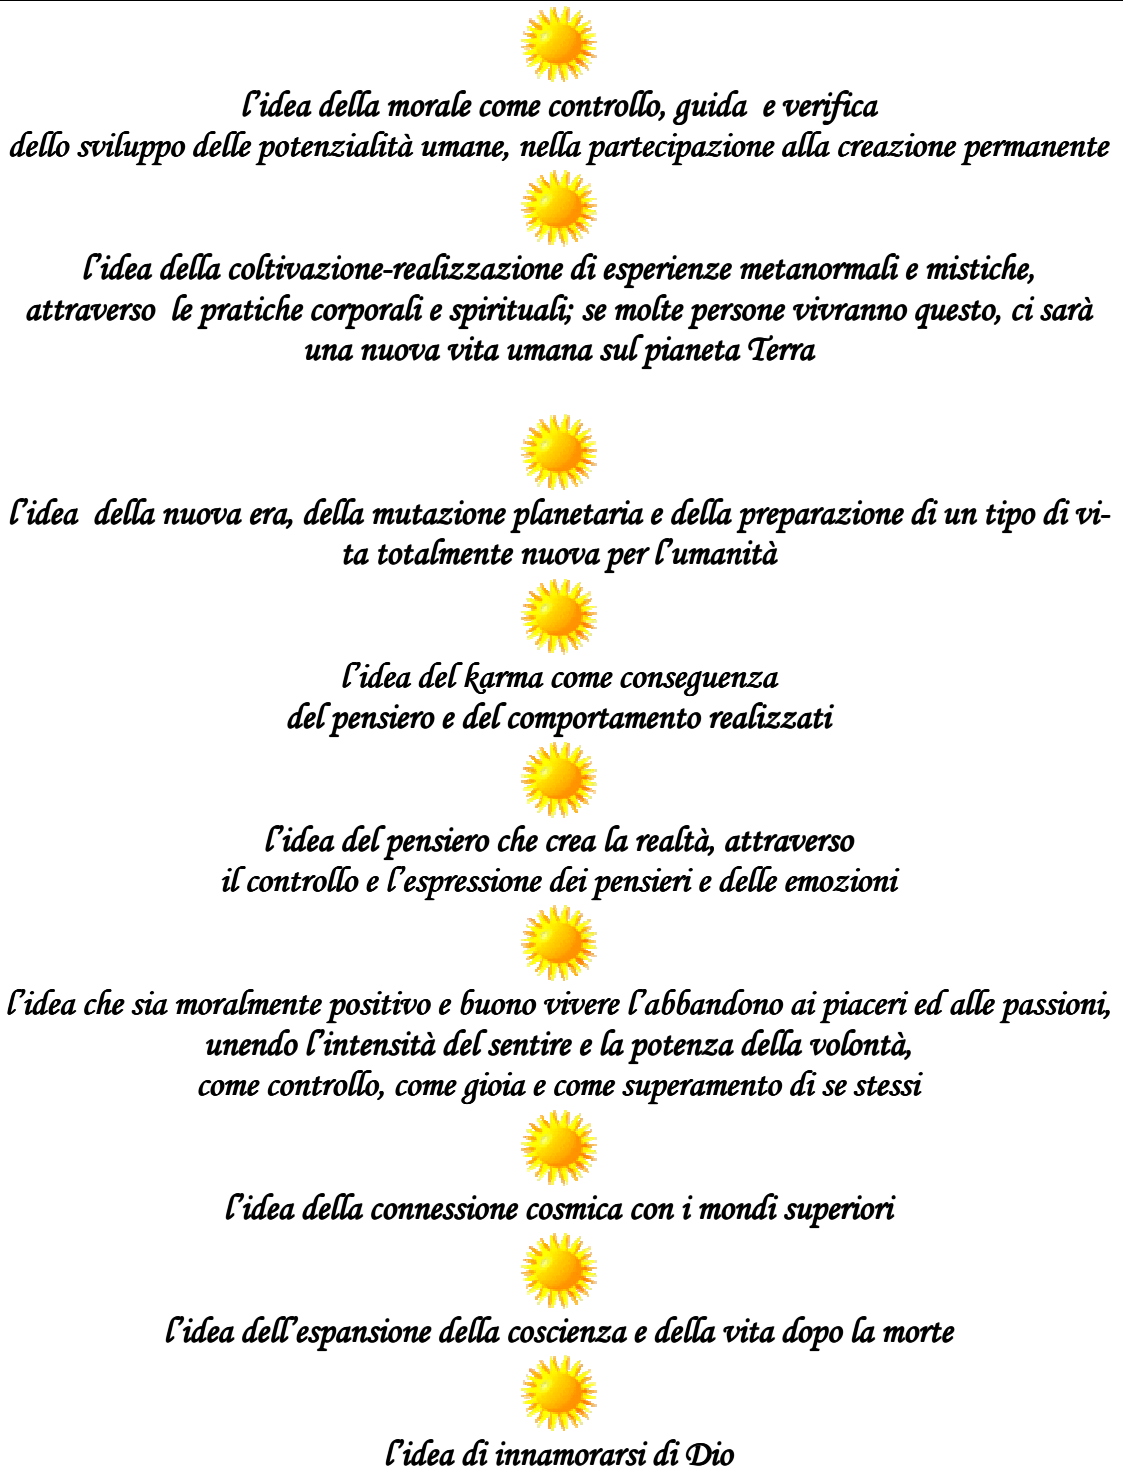 l'idea della morale come controllo, guida  e verifica
dello sviluppo delle potenzialità umane, nella partecipazione alla creazione permanente
l'idea della coltivazione-realizzazione di esperienze metanormali e mistiche,
attraverso  le pratiche corporali e spirituali; se molte persone vivranno questo, ci sarà
una nuova vita umana sul pianeta Terra
l'idea  della nuova era, della mutazione planetaria e della preparazione di un tipo di vi-
ta totalmente nuova per l'umanità
l'idea del karma come conseguenza
del pensiero e del comportamento realizzati
l'idea del pensiero che crea la realtà, attraverso
il controllo e l'espressione dei pensieri e delle emozioni
l'idea che sia moralmente positivo e buono vivere l'abbandono ai piaceri ed alle passioni,
unendo l'intensità del sentire e la potenza della volontà,
come controllo, come gioia e come superamento di se stessi
l'idea della connessione cosmica con i mondi superiori
l'idea dell'espansione della coscienza e della vita dopo la morte
l'idea di innamorarsi di Dio